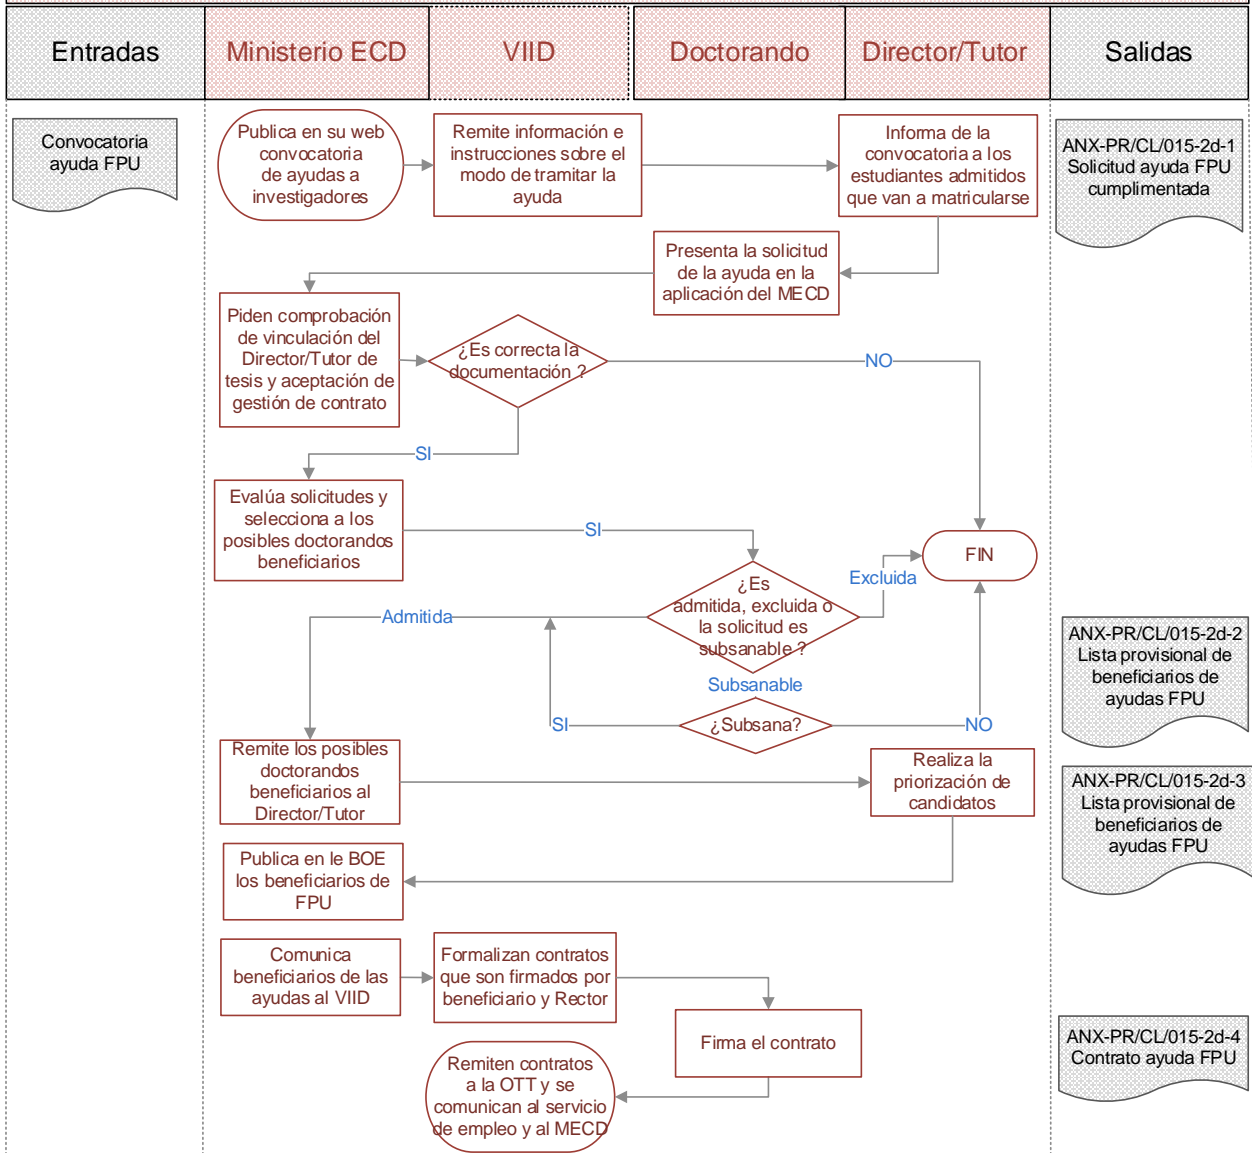 Entradas
Ministerio ECD
VIID
Doctorando
Director/Tutor
Salidas
Convocatoria
ayuda FPU
Publica en su web
convocatoria
de ayudas a
investigadores
Remite información e
instrucciones sobre el
modo de tramitar la
ayuda
Informa de la
convocatoria a los
estudiantes admitidos
que van a matricularse
ANX-PR/CL/015-2d-1
Solicitud ayuda FPU
cumplimentada
Presenta la solicitud
de la ayuda en la
aplicación del MECD
Piden comprobación
de vinculación del
Director/Tutor de
tesis y aceptación de
gestión de contrato
¿Es correcta la
documentación ?
NO
SI
Evalúa solicitudes y
selecciona a los
posibles doctorandos
beneficiarios
SI
FIN
¿Es
admitida, excluida o
la solicitud es
subsanable ?
Excluida
Admitida
Subsanable
¿Subsana?
SI
NO
ANX-PR/CL/015-2d-2
Lista provisional de
beneficiarios de
ayudas FPU
Remite los posibles
doctorandos
beneficiarios al
Director/Tutor
Realiza la
priorización de
candidatos
ANX-PR/CL/015-2d-3
Lista provisional de
beneficiarios de
ayudas FPU
Publica en le BOE
los beneficiarios de
FPU
Comunica
beneficiarios de las
ayudas al VIID
Formalizan contratos
que son firmados por
beneficiario y Rector
Firma el contrato
ANX-PR/CL/015-2d-4
Contrato ayuda FPU
Remiten contratos
a la OTT y se
comunican al servicio
de empleo y al MECD